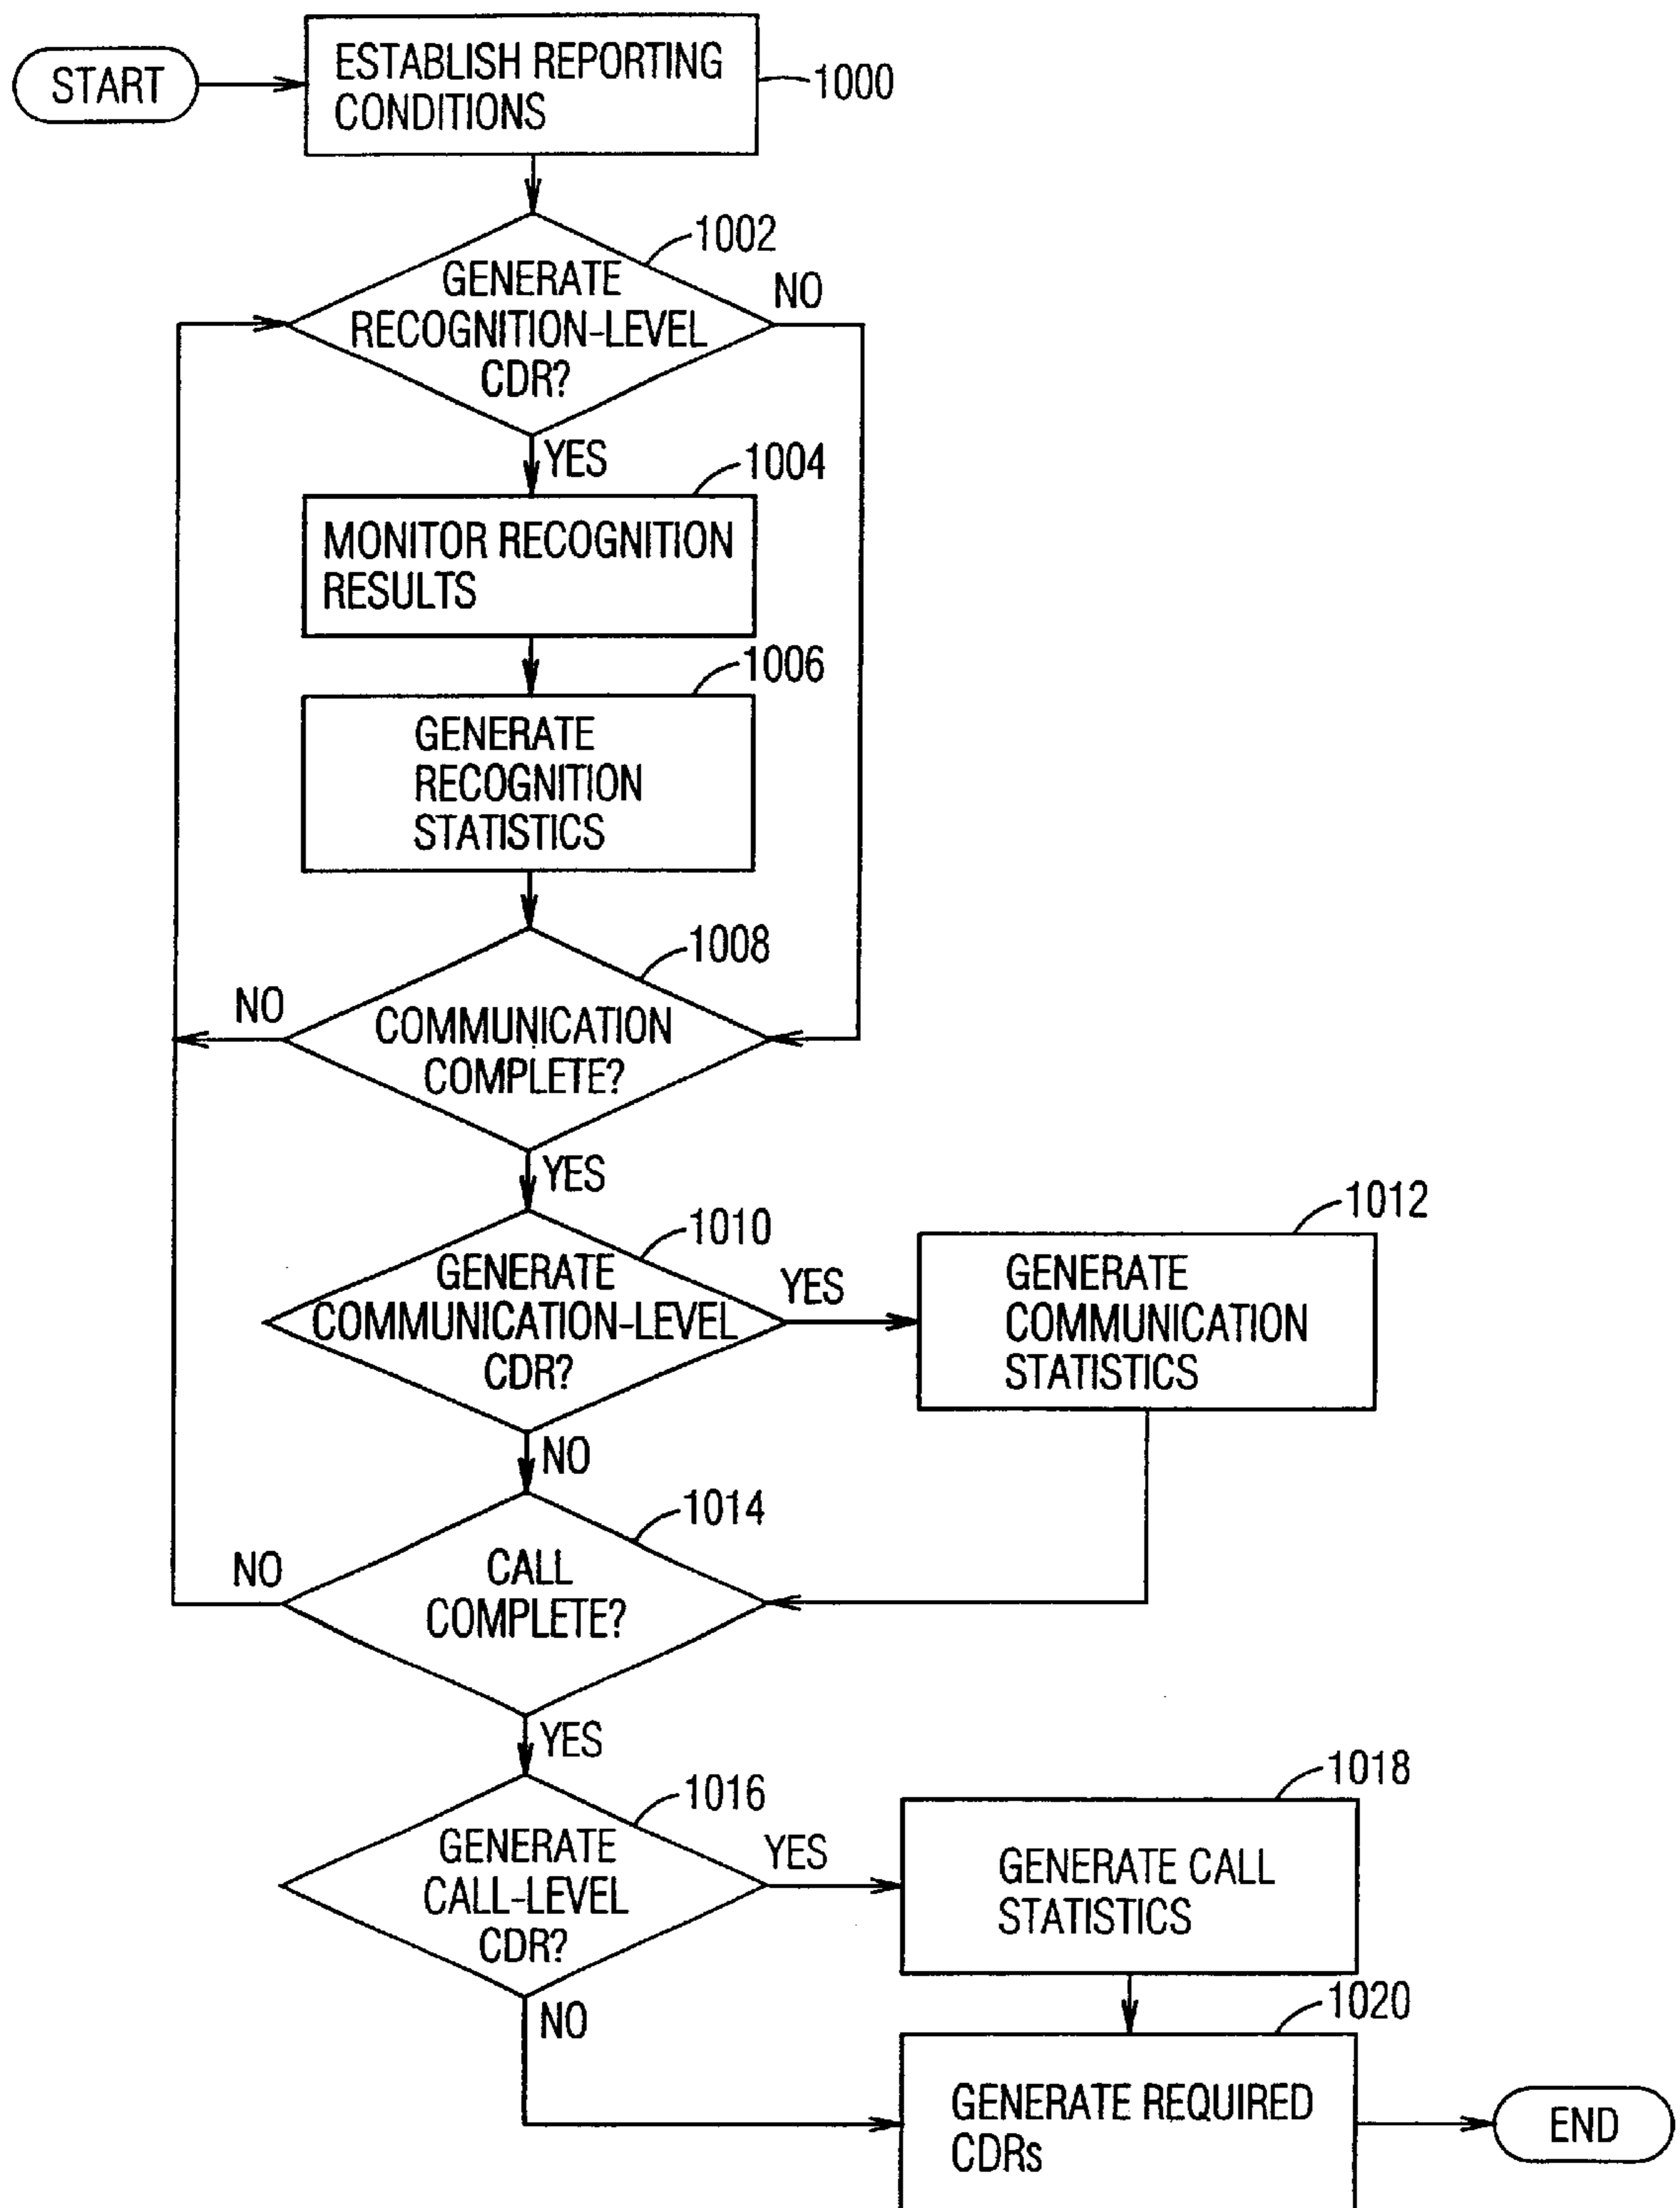 START
ESTABLISH REPORTING
CONDITIONS
1000
1002
GENERATE
RECOGNITION-LEVEL
CDR?
NO
YES
1004
MONITOR RECOGNITION
RESULTS
1006
GENERATE
RECOGNITION
STATISTICS
1008
NO
COMMUNICATION
COMPLETE?
YES
1010
GENERATE
COMMUNICATION-LEVEL
CDR?
YES
1012
GENERATE
COMMUNICATION
STATISTICS
NO
1014
NO
CALL
COMPLETE?
YES
1016
GENERATE
CALL-LEVEL
CDR?
YES
1018
GENERATE CALL
STATISTICS
NO
1020
GENERATE REQUIRED
CDRs
END